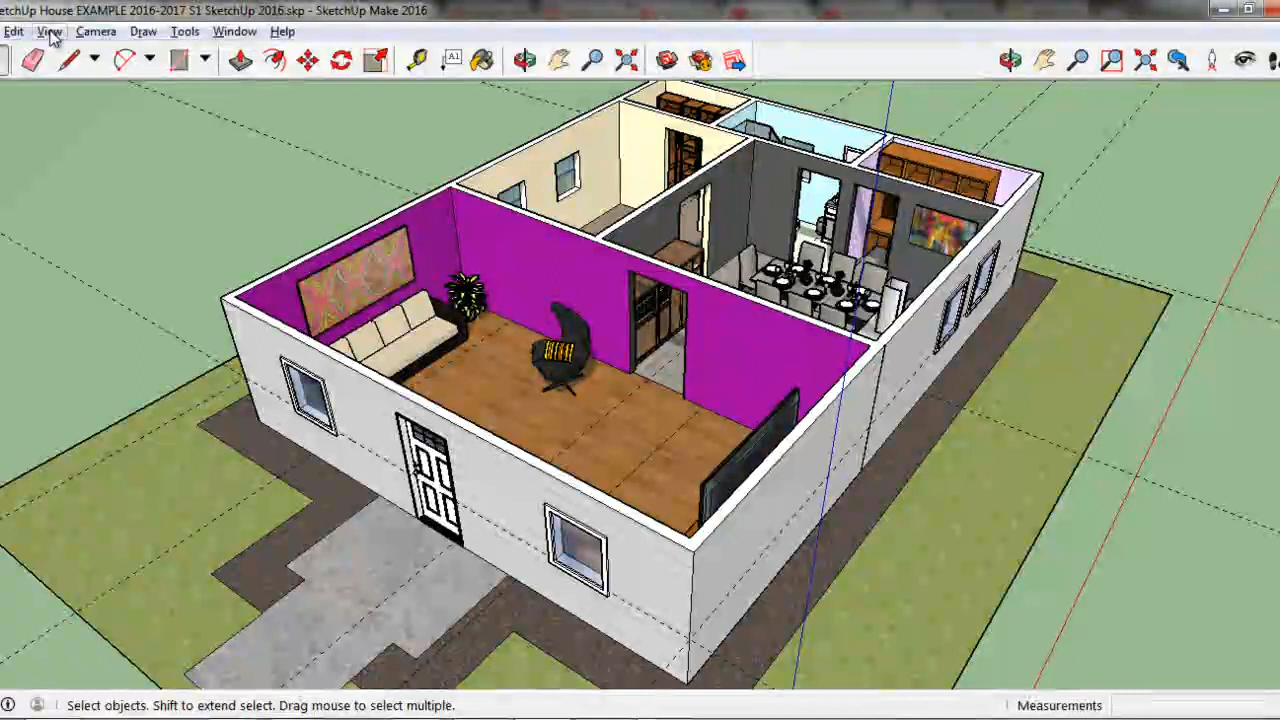 etchUp House EXAMPLE 2016-2017 S1 SketchUp 2016.skp - SketchUp Make 2016
Edit View Camera Draw Tools Window Help
A1
Select objects. Shift to extend select. Drag mouse to select multiple. Measurements